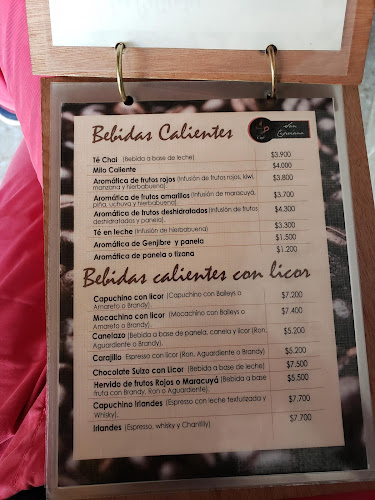 Bebidas Calientes
San Cipriano
Té Chai (Bebida a base de leche) $3.900
Milo Caliente $4.000
Aromática de frutos rojos (Infusión de frutos rojos, kiwi, $3.800
manzana y hierbabuena)
Aromática de frutos amarillos (Infusión de maracuyá, $3.700
piña, uchuva y hierbabuena)
Aromática de frutos deshidratados (Infusión de frutos $4.300
deshidratados y panela).
Té en leche (Infusión de hierbabuena) $3.300
Aromática de Genjibre y panela $1.500
Aromática de panela o tizana $1.200
Bebidas calientes con licor
Capuchino con licor (Capuchino con Baileys o $7.200
Amareto o Brandy).
Mocachino con licor (Mocachino con Baileys o $7.400
Amareto o Brandy).
Canelazo (Bebida a base de panela, canela y licor (Ron, $5.200
Aguardiente o Brandy).
Carajillo Espresso con licor (Ron, Aguardiente o Brandy) $5.200
Chocolate Suizo con Licor (Bebida a base de leche) $7.500
Hervido de frutos Rojos o Maracuyá (Bebida a base $5.500
fruta con Brandy, Ron o Aguardiente).
Capuchino Irlandes (Espresso con leche texturizada y $7.700
Whisky).
Irlandes (Espresso, whisky y Chantilly) $7.700